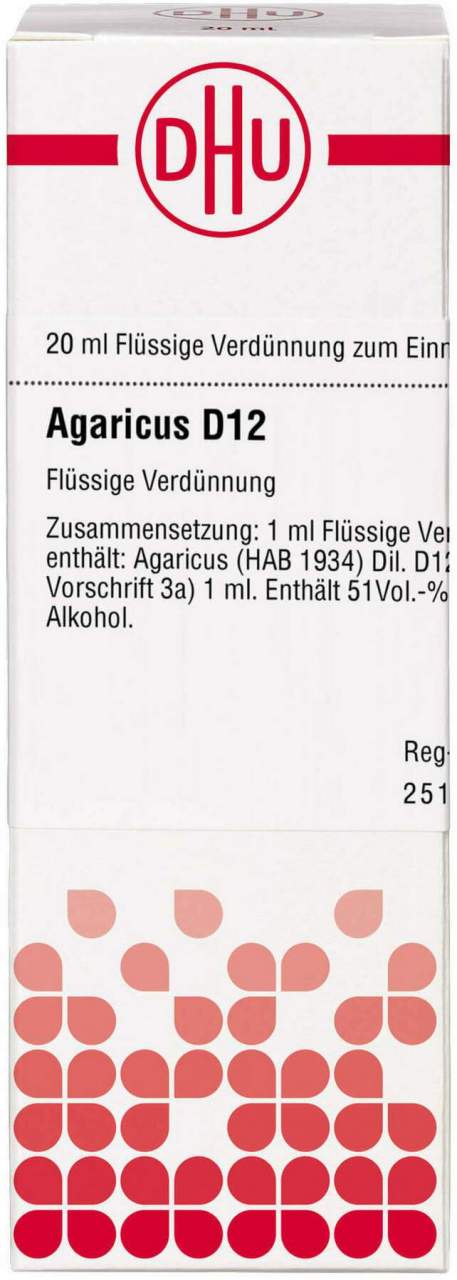 20 ml
DHU
20 ml Flüssige Verdünnung zum Einn
Agaricus D12
Flüssige Verdünnung
Zusammensetzung: 1 ml Flüssige Ver
enthält: Agaricus (HAB 1934) Dil. D12
Vorschrift 3a) 1 ml. Enthält 51Vol.-%
Alkohol.
Reg-
251